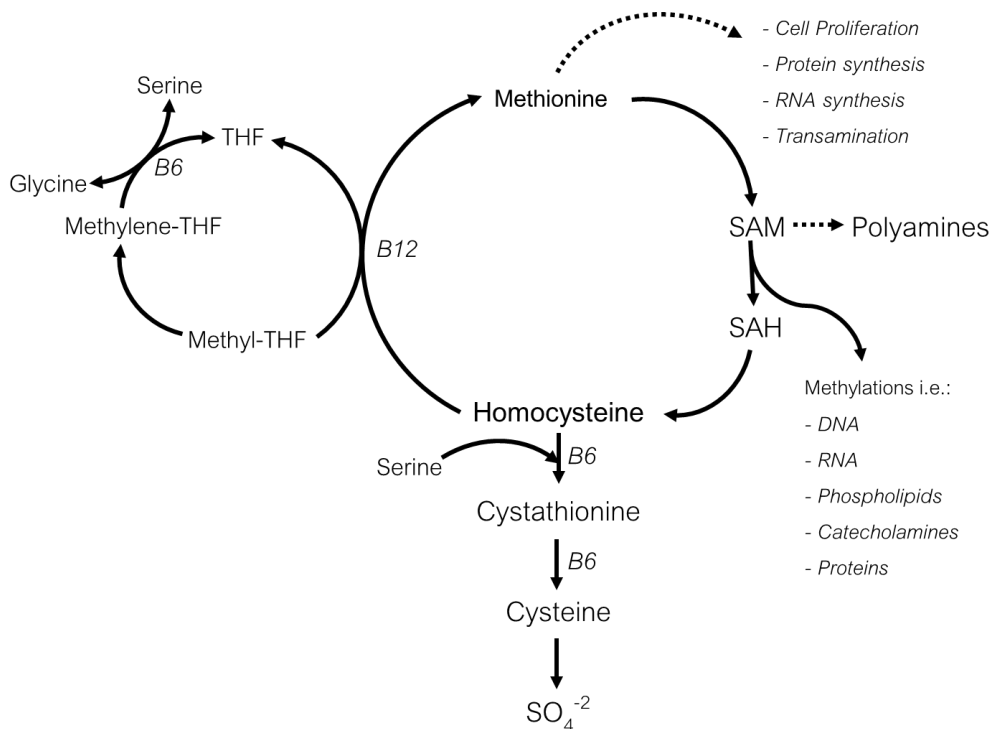 - Cell Proliferation
- Protein synthesis
- RNA synthesis
- Transamination
Methionine
Serine
THF
B6
Glycine
Methylene-THF
B12
Methyl-THF
SAM
Polyamines
SAH
Homocysteine
Methylations i.e.:
- DNA
- RNA
- Phospholipids
- Catecholamines
- Proteins
Serine
B6
Cystathionine
B6
Cysteine
SO₄⁻²